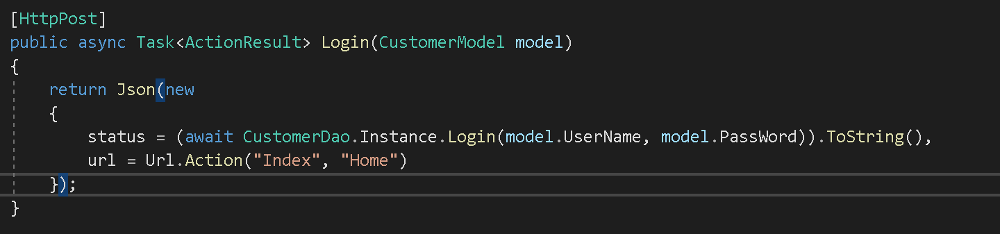 [HttpPost]
public async Task<ActionResult> Login(CustomerModel model)
{
    return Json(new
    {
        status = (await CustomerDao.Instance.Login(model.UserName, model.PassWord)).ToString(),
        url = Url.Action("Index", "Home")
    });
}